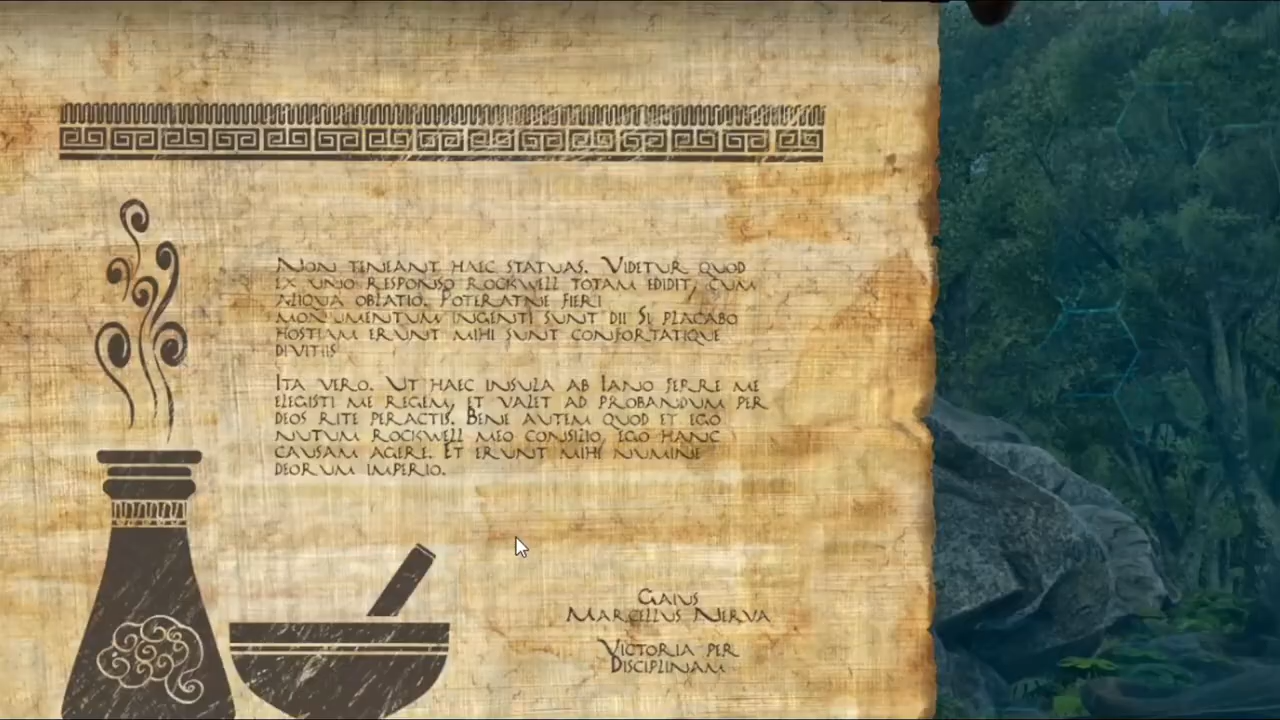 Non teneant haec statuas. Videtur quod
ex uno responso Rockwell totam edidit, cum
aliqua oblatio. Poteratne fieri
monumentum ingenti sunt dii Si placabo
hostiam erunt mihi sunt confortatique
divitiis
Ita vero. Ut haec insula ab Iano ferre me
elegisti me regem, et valet ad probandum per
deos rite peractis. Bene autem quod et ego
nutum Rockwell meo consizio, ego hanc
causam agere. Et erunt mihi numine
deorum imperio.
Gaius
Marcellus Nerva
Victoria per
Disciplinam